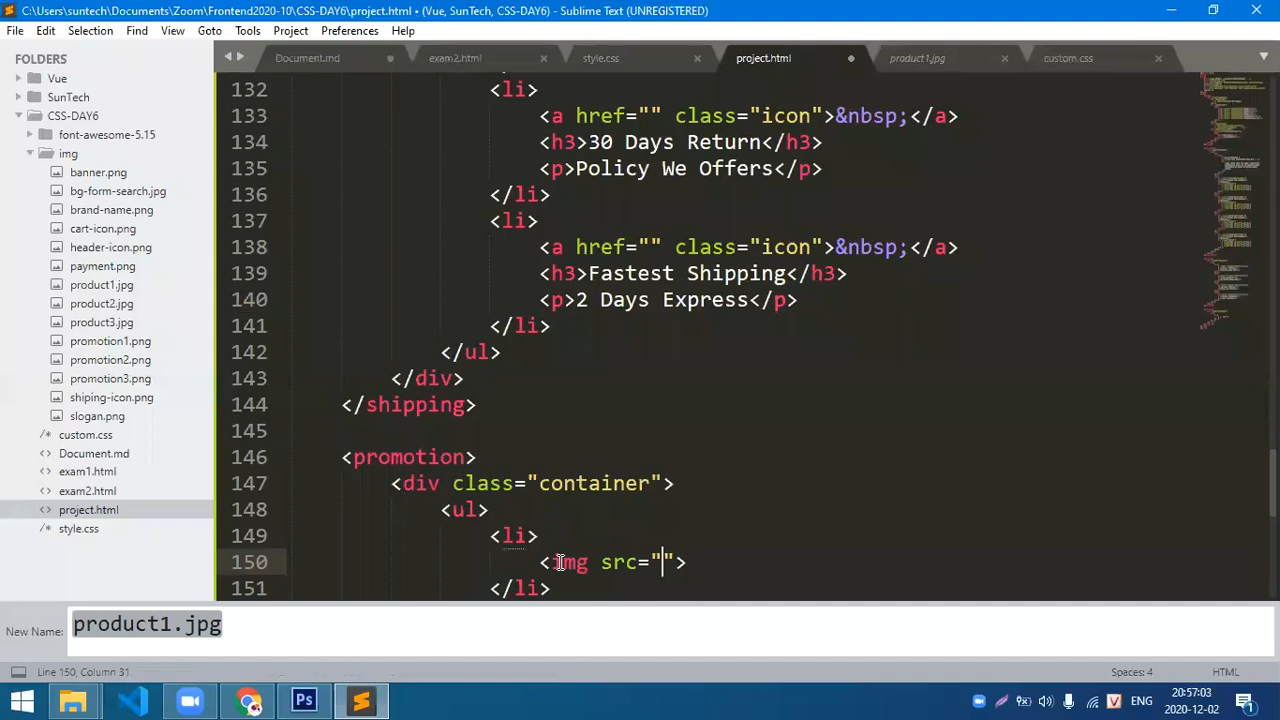 C:\Users\suntech\Documents\Zoom\Frontend2020-10\CSS-DAY6\project.html • (Vue, SunTech, CSS-DAY6) - Sublime Text (UNREGISTERED)
File Edit Selection Find View Goto Tools Project Preferences Help
FOLDERS
Vue
SunTech
CSS-DAY6
font-awesome-5.15
img
banner.png
bg-form-search.jpg
brand-name.png
cart-icon.png
header-icon.png
payment.png
product1.jpg
product2.jpg
product3.jpg
promotion1.png
promotion2.png
promotion3.png
shiping-icon.png
slogan.png
custom.css
Document.md
exam1.html
exam2.html
project.html
style.css
Document.md exam2.html style.css project.html product1.jpg custom.css
132 <li>
133 <a href="" class="icon">&nbsp;</a>
134 <h3>30 Days Return</h3>
135 <p>Policy We Offers</p>
136 </li>
137 <li>
138 <a href="" class="icon">&nbsp;</a>
139 <h3>Fastest Shipping</h3>
140 <p>2 Days Express</p>
141 </li>
142 </ul>
143 </div>
144 </shipping>
145
146 <promotion>
147 <div class="container">
148 <ul>
149 <li>
150 <img src="">
151 </li>
New Name: product1.jpg
Line 150, Column 31 Spaces: 4 HTML
ENG 20:57:03
2020-12-02